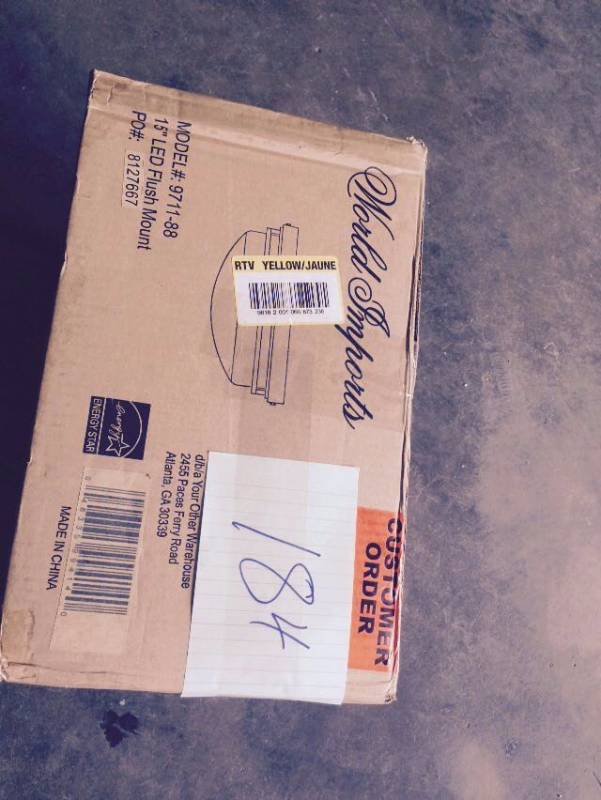 World Imports
MODEL#: 9711-88
15" LED Flush Mount
PO#: 8127667
RTV YELLOW/JAUNE
energy
ENERGY STAR
d/b/a Your Other Warehouse
2455 Paces Ferry Road
Atlanta, GA 30339
MADE IN CHINA
184
CUSTOMER
ORDER